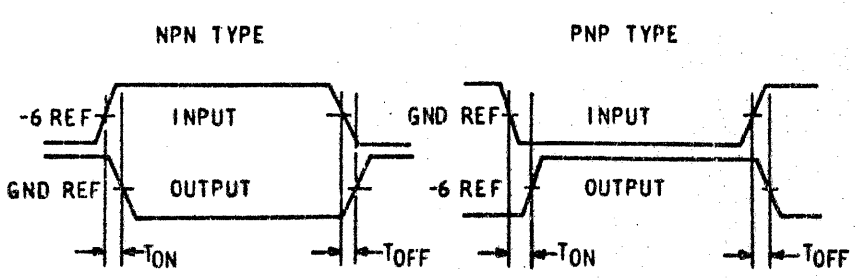 NPN TYPE
PNP TYPE
-6 REF
INPUT
GND REF
INPUT
GND REF
OUTPUT
-6 REF
OUTPUT
TON
TOFF
TON
TOFF